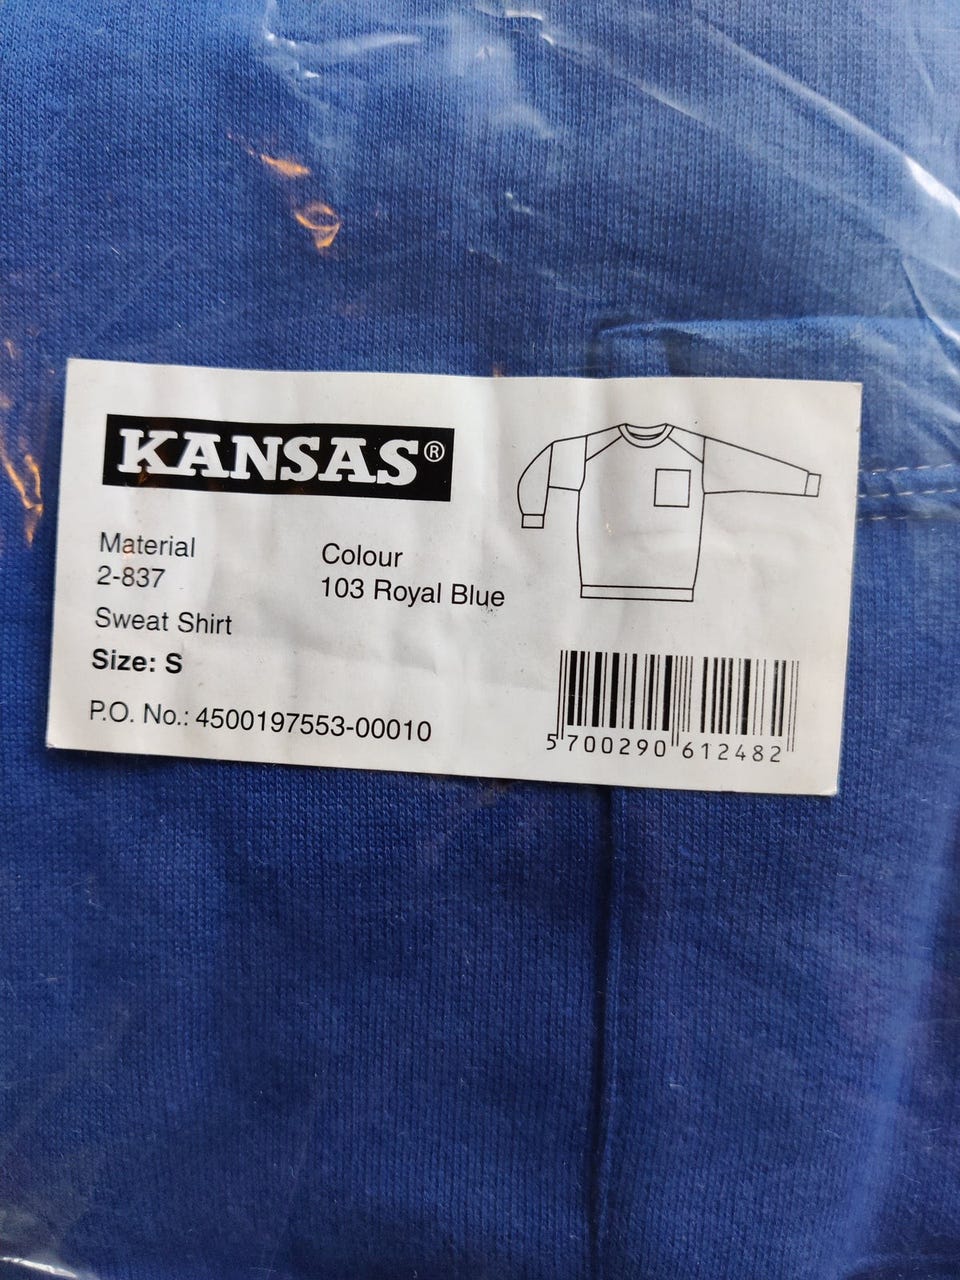 KANSAS®
Material
2-837
Colour
103 Royal Blue
Sweat Shirt
Size: S
P.O. No.: 4500197553-00010
5 700290 612482